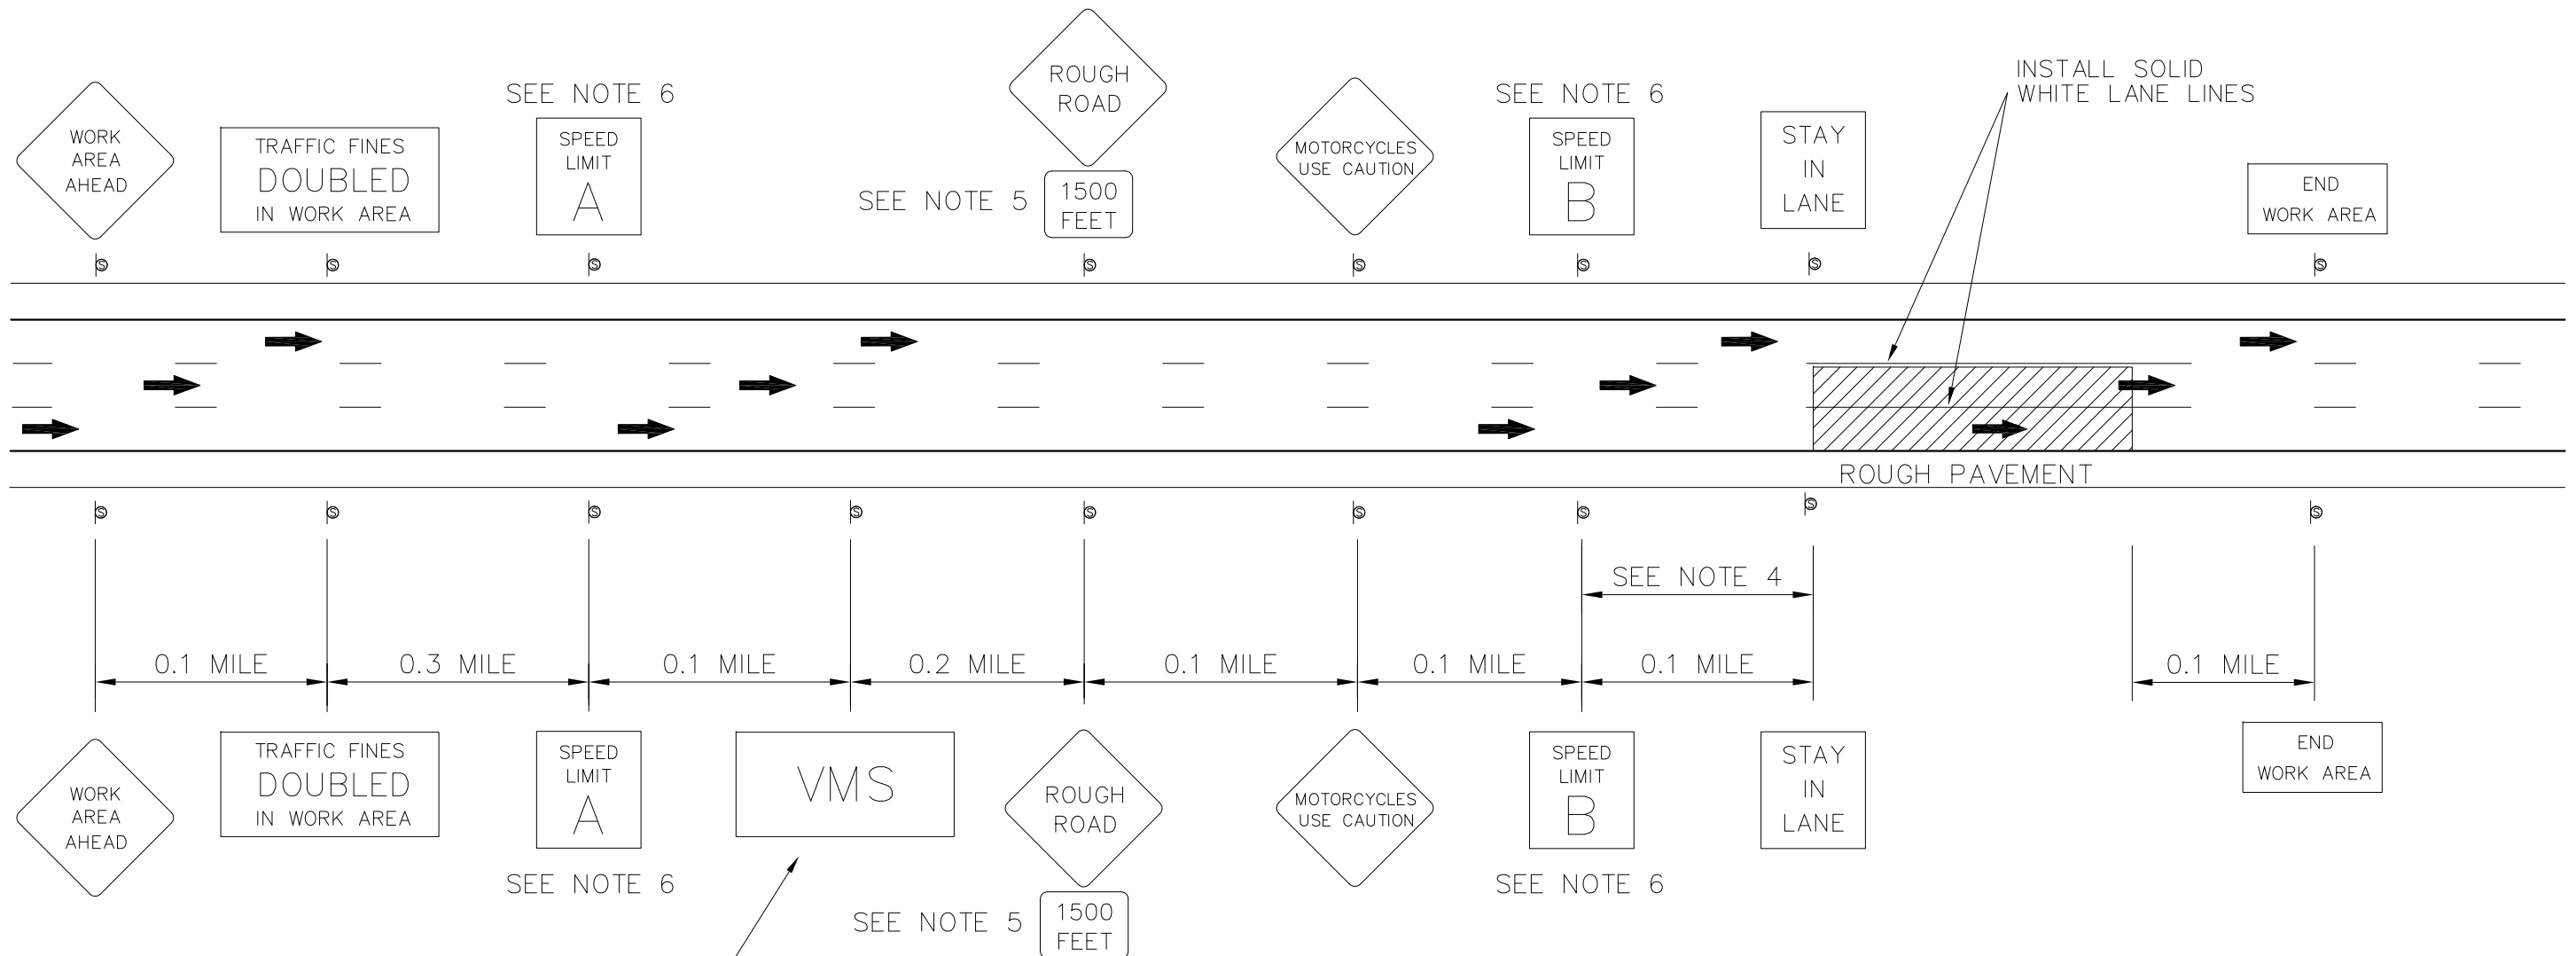 WORK
AREA
AHEAD
TRAFFIC FINES
DOUBLED
IN WORK AREA
SEE NOTE 6
SPEED
LIMIT
A
ROUGH
ROAD
SEE NOTE 5
1500
FEET
MOTORCYCLES
USE CAUTION
SEE NOTE 6
SPEED
LIMIT
B
STAY
IN
LANE
INSTALL SOLID
WHITE LANE LINES
END
WORK AREA
S S S S S S S S
ROUGH PAVEMENT
S S S S S S S S S
SEE NOTE 4
0.1 MILE 0.3 MILE 0.1 MILE 0.2 MILE 0.1 MILE 0.1 MILE 0.1 MILE 0.1 MILE
WORK
AREA
AHEAD
TRAFFIC FINES
DOUBLED
IN WORK AREA
SPEED
LIMIT
A
SEE NOTE 6
VMS
ROUGH
ROAD
SEE NOTE 5
1500
FEET
MOTORCYCLES
USE CAUTION
SPEED
LIMIT
B
SEE NOTE 6
STAY
IN
LANE
END
WORK AREA